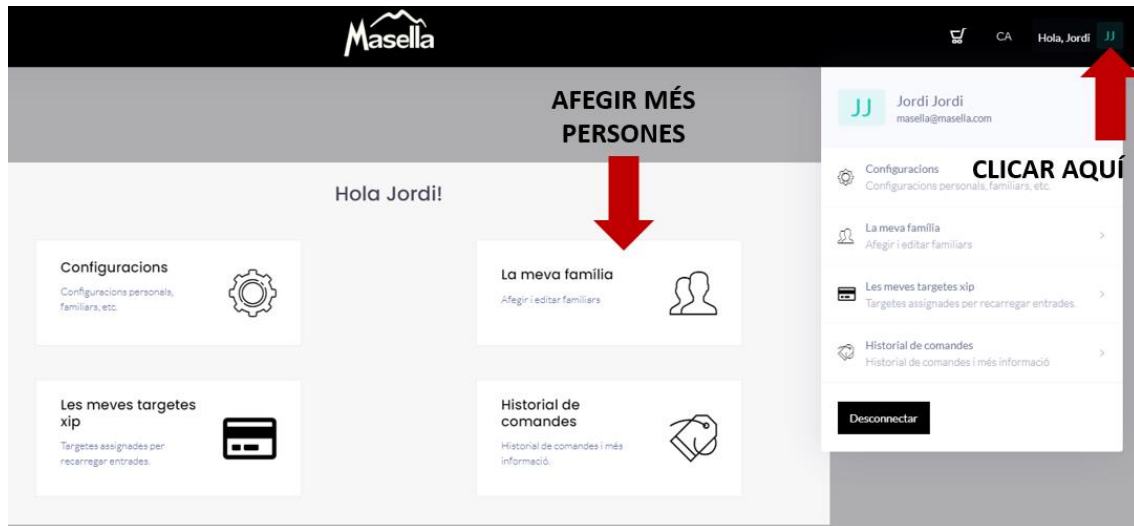 Masella
CA
Hola, Jordi
JJ
AFEGIR MÉS
PERSONES
Hola Jordi!
Configuracions
Configuracions personals,
familiars, etc.
La meva família
Afegir i editar familiars
Les meves targetes
xip
Targetes assignades per
recarregar entrades.
Historial de
comandes
Historial de comandes i més
informació.
JJ
Jordi Jordi
masella@masella.com
CLICAR AQUÍ
Configuracions
Configuracions personals, familiars, etc.
La meva família
Afegir i editar familiars
Les meves targetes xip
Targetes assignades per recarregar entrades.
Historial de comandes
Historial de comandes i més informació
Desconnectar